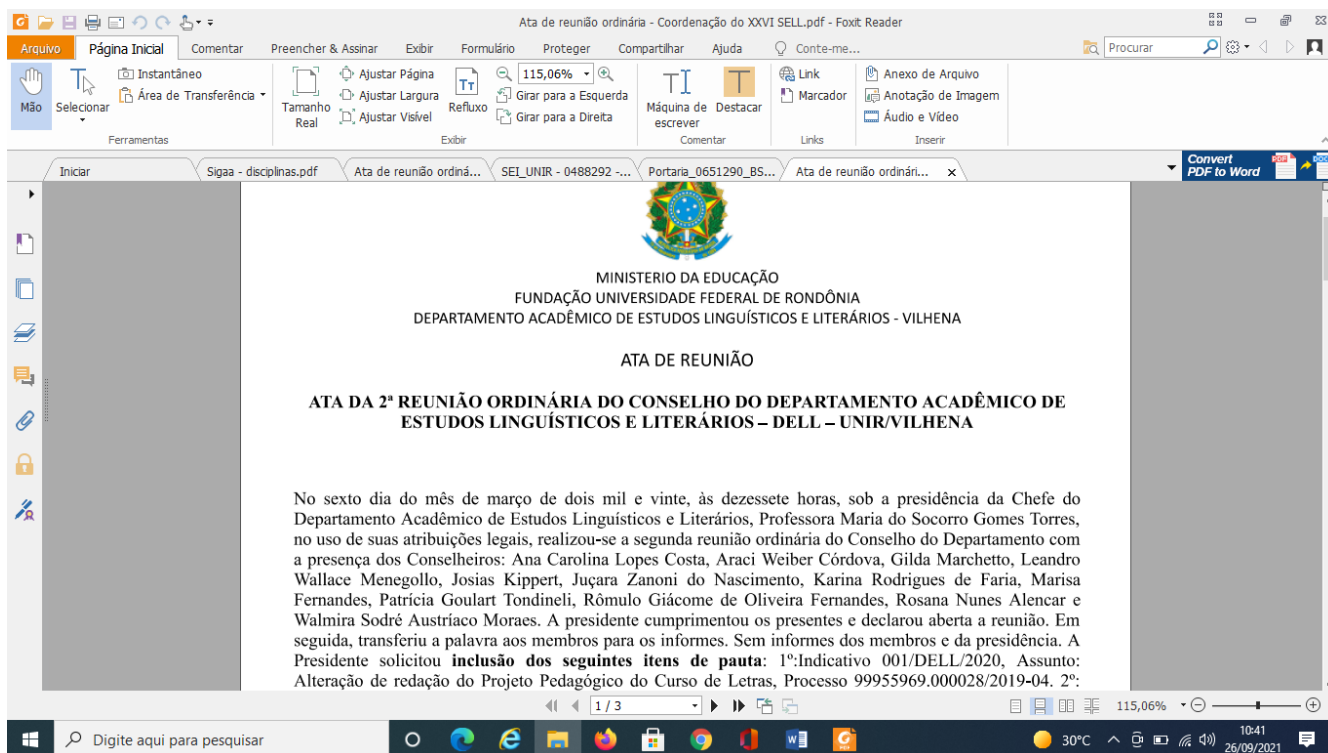 Ata de reunião ordinária - Coordenação do XXVI SELL.pdf - Foxit Reader
Arquivo Página Inicial Comentar Preencher & Assinar Exibir Formulário Proteger Compartilhar Ajuda Conte-me... Procurar
Mão
Selecionar
Instantâneo
Área de Transferência
Ferramentas
Tamanho Real
Ajustar Página
Ajustar Largura
Ajustar Visível
Refluxo
115,06%
Girar para a Esquerda
Girar para a Direita
Exibir
Máquina de escrever
Destacar
Comentar
Link
Marcador
Links
Anexo de Arquivo
Anotação de Imagem
Áudio e Vídeo
Inserir
Iniciar Sigaa - disciplinas.pdf Ata de reunião ordiná... SEI_UNIR - 0488292 -... Portaria_0651290_BS... Ata de reunião ordinári... x
Convert
PDF to Word
MINISTERIO DA EDUCAÇÃO
FUNDAÇÃO UNIVERSIDADE FEDERAL DE RONDÔNIA
DEPARTAMENTO ACADÊMICO DE ESTUDOS LINGUÍSTICOS E LITERÁRIOS - VILHENA
ATA DE REUNIÃO
ATA DA 2ª REUNIÃO ORDINÁRIA DO CONSELHO DO DEPARTAMENTO ACADÊMICO DE
ESTUDOS LINGUÍSTICOS E LITERÁRIOS – DELL – UNIR/VILHENA
No sexto dia do mês de março de dois mil e vinte, às dezessete horas, sob a presidência da Chefe do
Departamento Acadêmico de Estudos Linguísticos e Literários, Professora Maria do Socorro Gomes Torres,
no uso de suas atribuições legais, realizou-se a segunda reunião ordinária do Conselho do Departamento com
a presença dos Conselheiros: Ana Carolina Lopes Costa, Araci Weiber Córdova, Gilda Marchetto, Leandro
Wallace Menegollo, Josias Kippert, Juçara Zanoni do Nascimento, Karina Rodrigues de Faria, Marisa
Fernandes, Patrícia Goulart Tondineli, Rômulo Giácome de Oliveira Fernandes, Rosana Nunes Alencar e
Walmira Sodré Austríaco Moraes. A presidente cumprimentou os presentes e declarou aberta a reunião. Em
seguida, transferiu a palavra aos membros para os informes. Sem informes dos membros e da presidência. A
Presidente solicitou inclusão dos seguintes itens de pauta: 1º:Indicativo 001/DELL/2020, Assunto:
Alteração de redação do Projeto Pedagógico do Curso de Letras, Processo 99955969.000028/2019-04. 2º:
1 / 3
115,06%
Digite aqui para pesquisar
30°C
10:41
26/09/2021